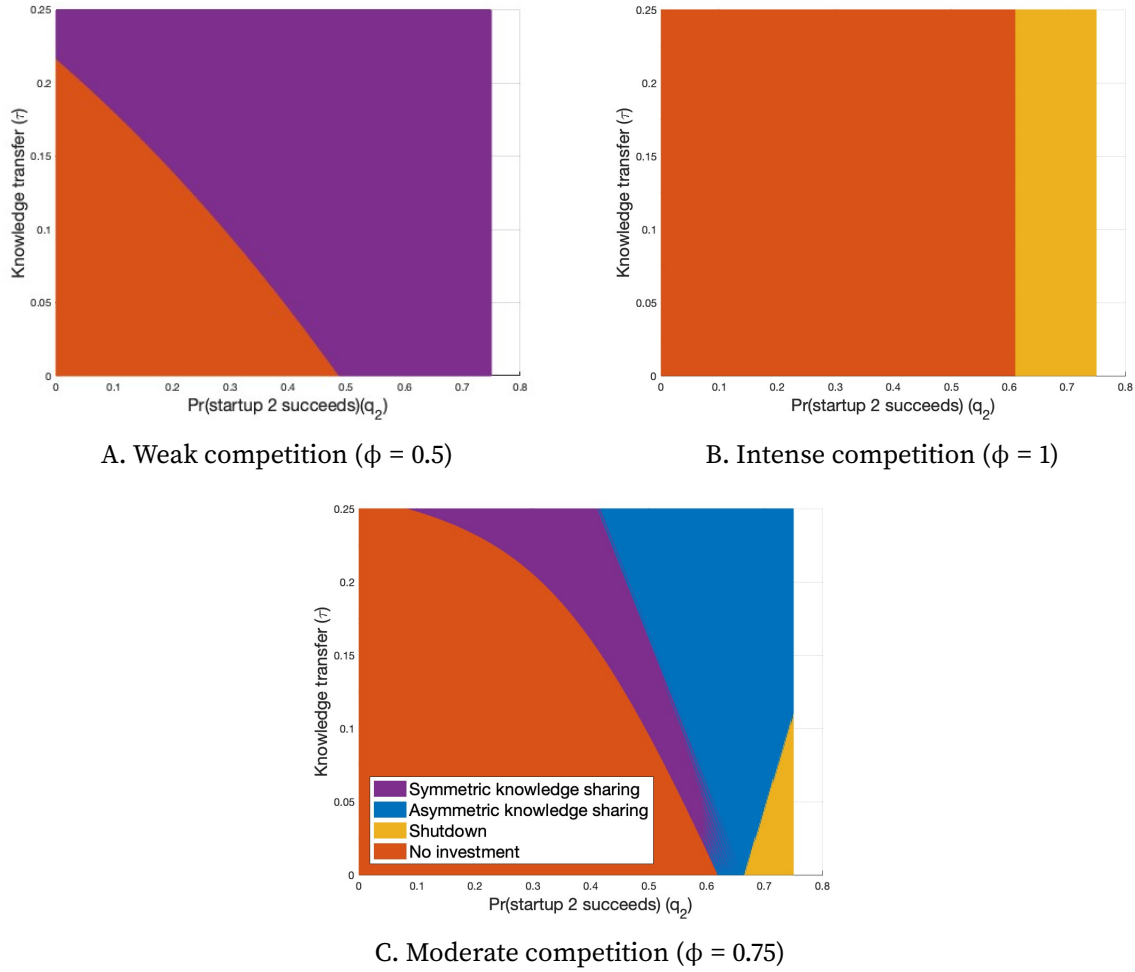 0.25
0.2
0.15
0.1
0.05
0
Knowledge transfer (τ)
0 0.1 0.2 0.3 0.4 0.5 0.6 0.7 0.8
Pr(startup 2 succeeds)(q2)
A. Weak competition (ϕ = 0.5)
0.25
0.2
0.15
0.1
0.05
0
Knowledge transfer (τ)
0 0.1 0.2 0.3 0.4 0.5 0.6 0.7 0.8
Pr(startup 2 succeeds) (q2)
B. Intense competition (ϕ = 1)
0.25
0.2
0.15
0.1
0.05
0
Knowledge transfer (τ)
Symmetric knowledge sharing
Asymmetric knowledge sharing
Shutdown
No investment
0 0.1 0.2 0.3 0.4 0.5 0.6 0.7 0.8
Pr(startup 2 succeeds) (q2)
C. Moderate competition (ϕ = 0.75)